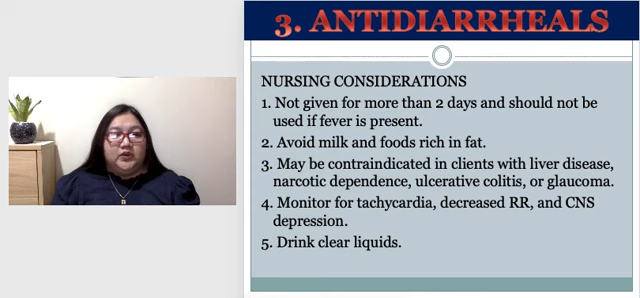 3. ANTIDIARRHEALS
NURSING CONSIDERATIONS
1. Not given for more than 2 days and should not be
used if fever is present.
2. Avoid milk and foods rich in fat.
3. May be contraindicated in clients with liver disease,
narcotic dependence, ulcerative colitis, or glaucoma.
4. Monitor for tachycardia, decreased RR, and CNS
depression.
5. Drink clear liquids.